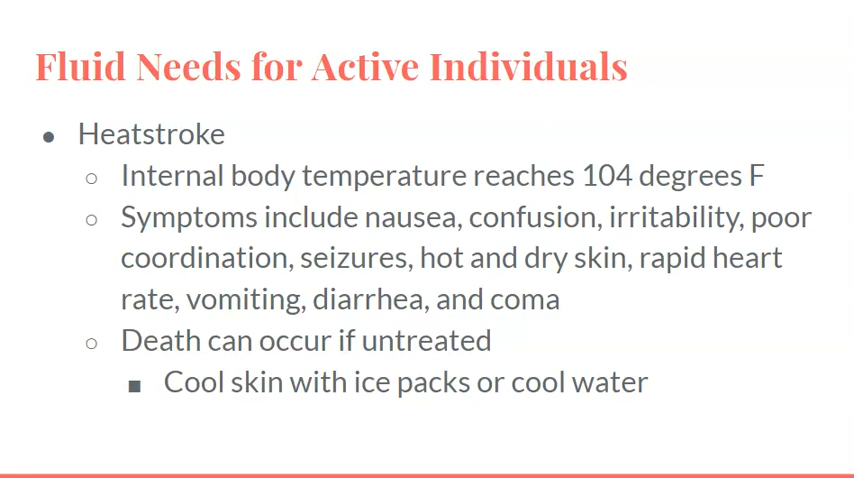 Fluid Needs for Active Individuals
● Heatstroke
○ Internal body temperature reaches 104 degrees F
○ Symptoms include nausea, confusion, irritability, poor
coordination, seizures, hot and dry skin, rapid heart
rate, vomiting, diarrhea, and coma
○ Death can occur if untreated
■ Cool skin with ice packs or cool water